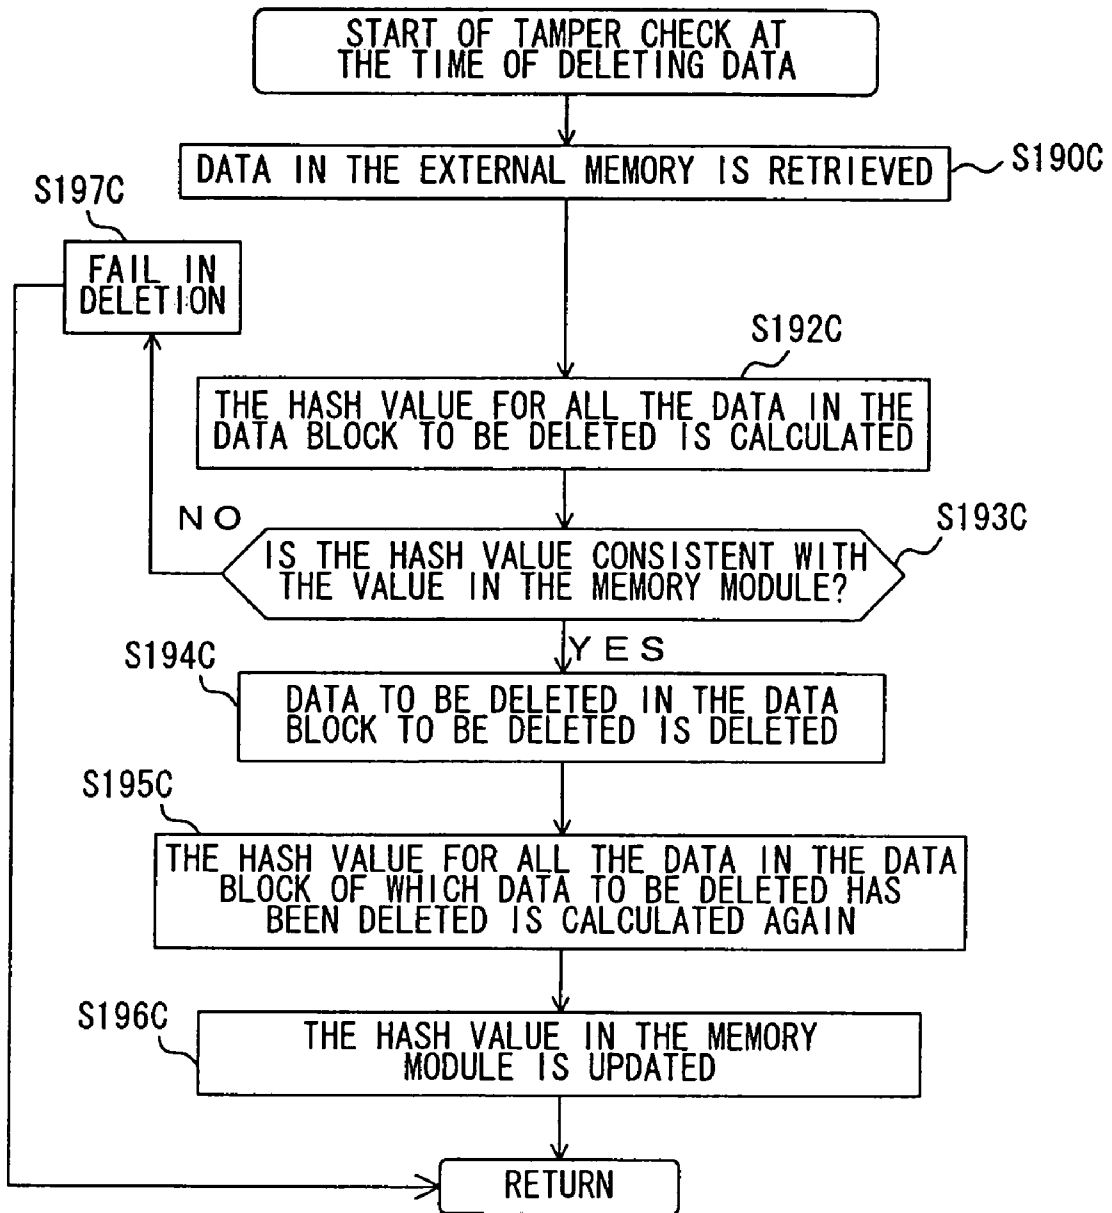 START OF TAMPER CHECK AT
THE TIME OF DELETING DATA
DATA IN THE EXTERNAL MEMORY IS RETRIEVED
S190C
S197C
FAIL IN
DELETION
S192C
THE HASH VALUE FOR ALL THE DATA IN THE
DATA BLOCK TO BE DELETED IS CALCULATED
NO
S193C
IS THE HASH VALUE CONSISTENT WITH
THE VALUE IN THE MEMORY MODULE?
YES
S194C
DATA TO BE DELETED IN THE DATA
BLOCK TO BE DELETED IS DELETED
S195C
THE HASH VALUE FOR ALL THE DATA IN THE DATA
BLOCK OF WHICH DATA TO BE DELETED HAS
BEEN DELETED IS CALCULATED AGAIN
S196C
THE HASH VALUE IN THE MEMORY
MODULE IS UPDATED
RETURN